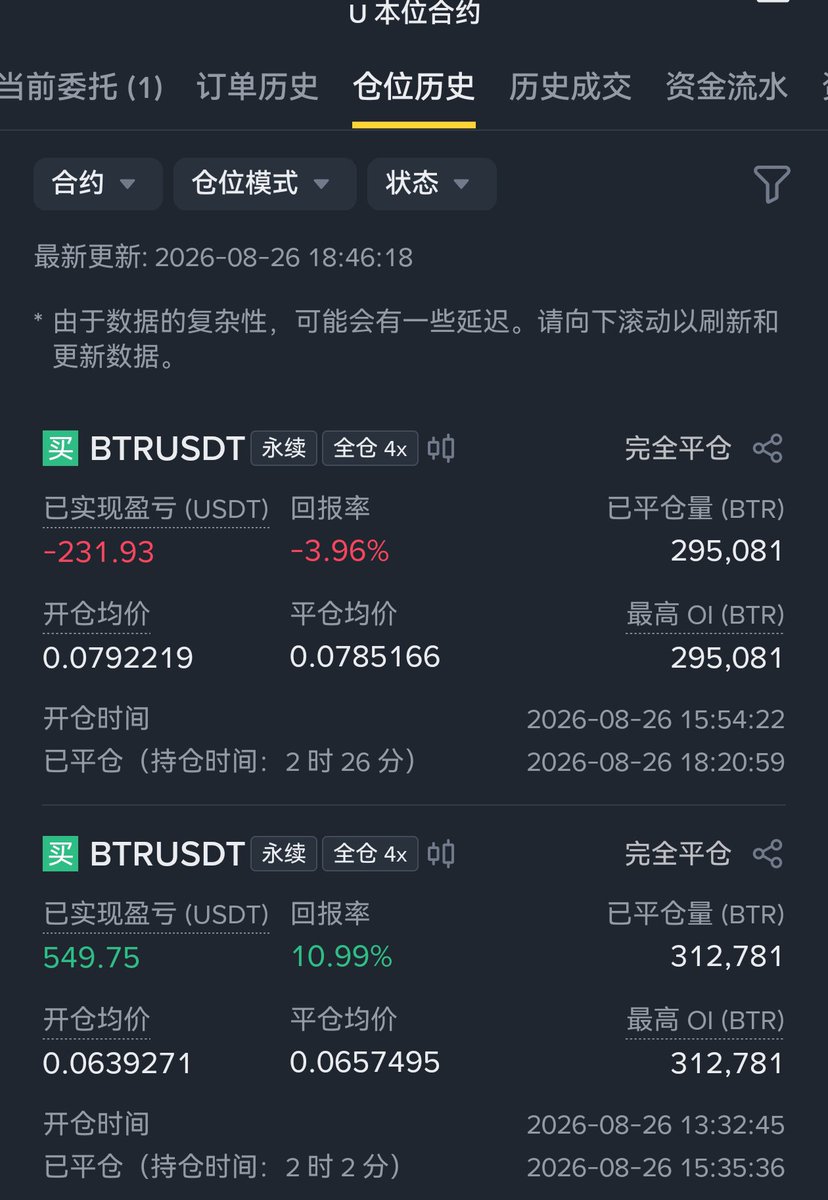 U 本位合约
当前委托 (1) 订单历史 仓位历史 历史成交 资金流水
合约 仓位模式 状态
最新更新: 2026-08-26 18:46:18
* 由于数据的复杂性，可能会有一些延迟。请向下滚动以刷新和
更新数据。
买 BTRUSDT 永续 全仓 4x 完全平仓
已实现盈亏 (USDT) 回报率 已平仓量 (BTR)
-231.93 -3.96% 295,081
开仓均价 平仓均价 最高 OI (BTR)
0.0792219 0.0785166 295,081
开仓时间 2026-08-26 15:54:22
已平仓（持仓时间： 2 时 26 分） 2026-08-26 18:20:59
买 BTRUSDT 永续 全仓 4x 完全平仓
已实现盈亏 (USDT) 回报率 已平仓量 (BTR)
549.75 10.99% 312,781
开仓均价 平仓均价 最高 OI (BTR)
0.0639271 0.0657495 312,781
开仓时间 2026-08-26 13:32:45
已平仓（持仓时间： 2 时 2 分） 2026-08-26 15:35:36